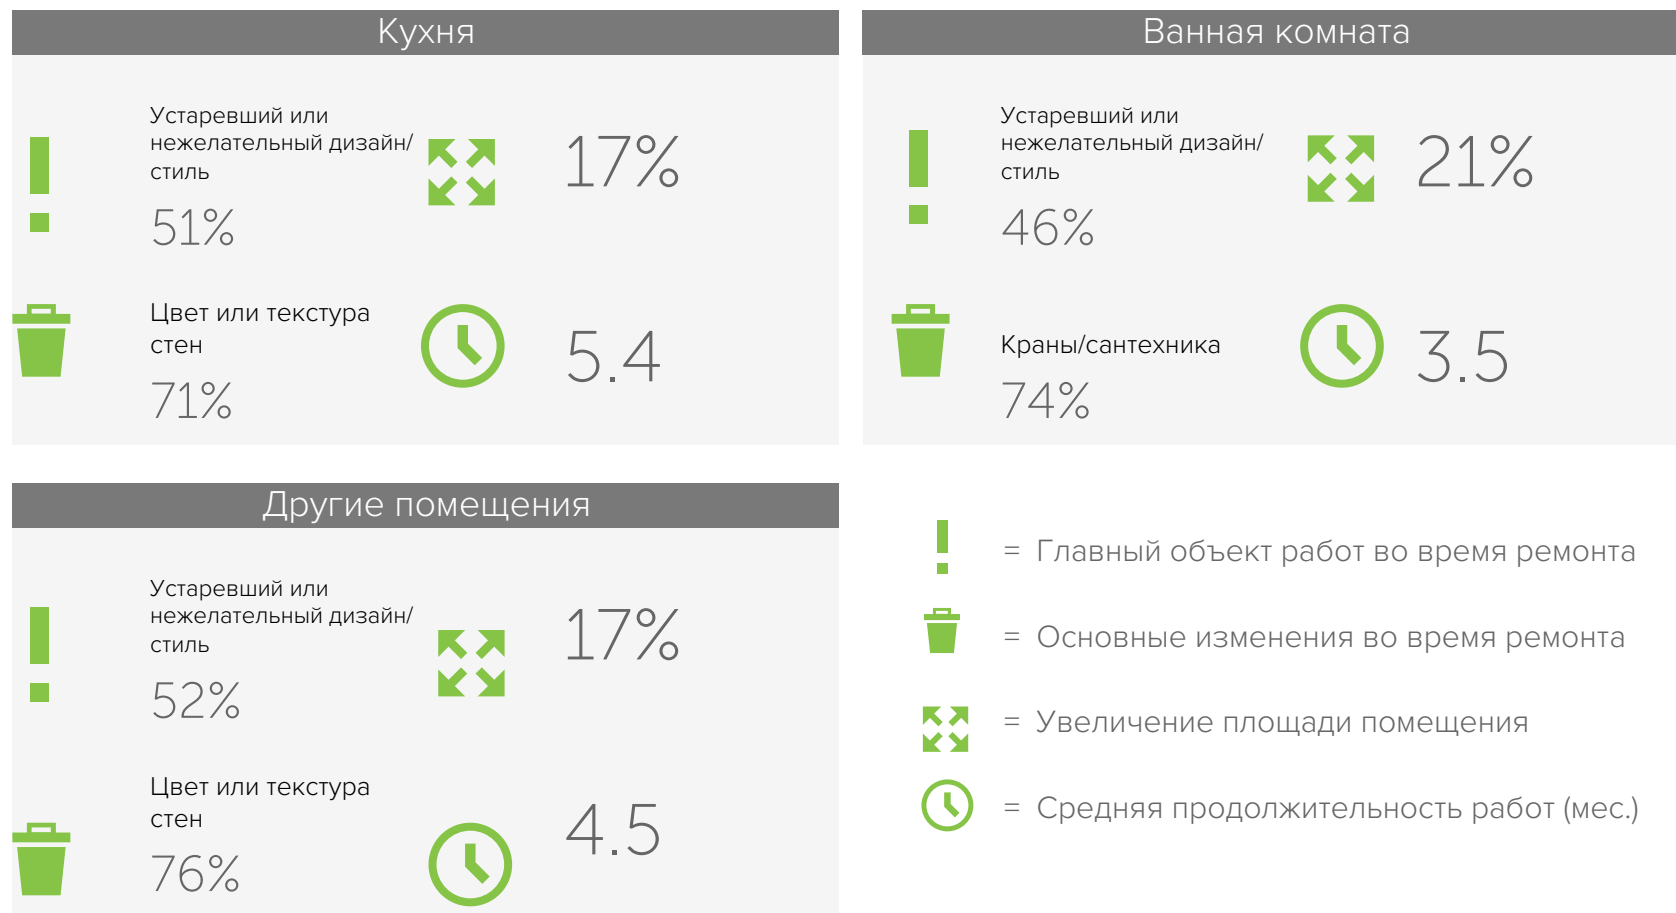 Кухня
Устаревший или
нежелательный дизайн/
стиль
51%
17%
Цвет или текстура
стен
71%
5.4
Ванная комната
Устаревший или
нежелательный дизайн/
стиль
46%
21%
Краны/сантехника
74%
3.5
Другие помещения
Устаревший или
нежелательный дизайн/
стиль
52%
17%
Цвет или текстура
стен
76%
4.5
= Главный объект работ во время ремонта
= Основные изменения во время ремонта
= Увеличение площади помещения
= Средняя продолжительность работ (мес.)